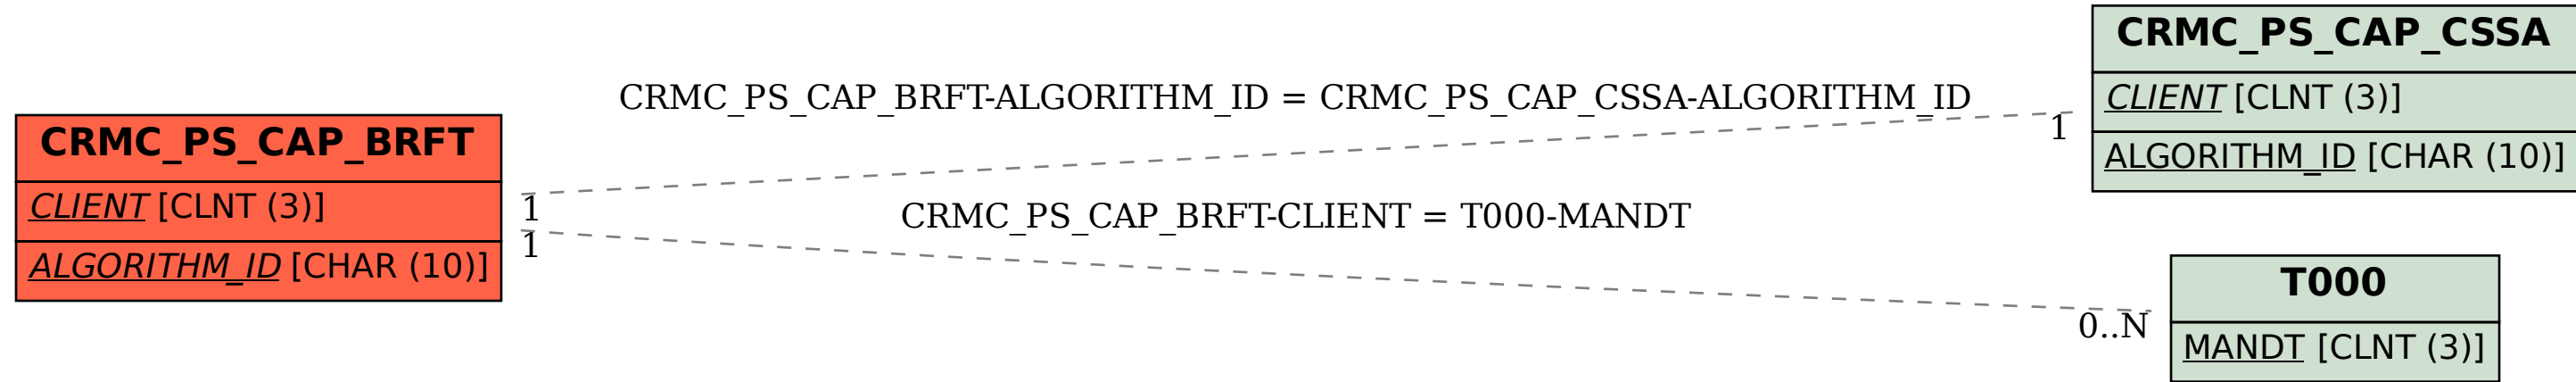 CRMC_PS_CAP_BRFT
CLIENT [CLNT (3)]
ALGORITHM_ID [CHAR (10)]
CRMC_PS_CAP_BRFT-ALGORITHM_ID = CRMC_PS_CAP_CSSA-ALGORITHM_ID
1
1
CRMC_PS_CAP_BRFT-CLIENT = T000-MANDT
1
0..N
CRMC_PS_CAP_CSSA
CLIENT [CLNT (3)]
ALGORITHM_ID [CHAR (10)]
T000
MANDT [CLNT (3)]